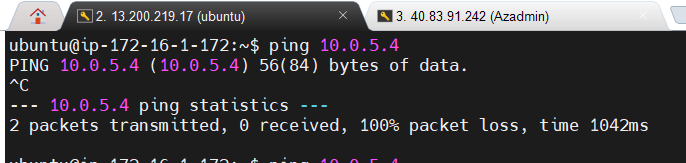 2. 13.200.219.17 (ubuntu)
3. 40.83.91.242 (Azadmin)
ubuntu@ip-172-16-1-172:~$ ping 10.0.5.4
PING 10.0.5.4 (10.0.5.4) 56(84) bytes of data.
^C
--- 10.0.5.4 ping statistics ---
2 packets transmitted, 0 received, 100% packet loss, time 1042ms
ubuntu@ip-172-16-1-172:~$ ping 10.0.5.4